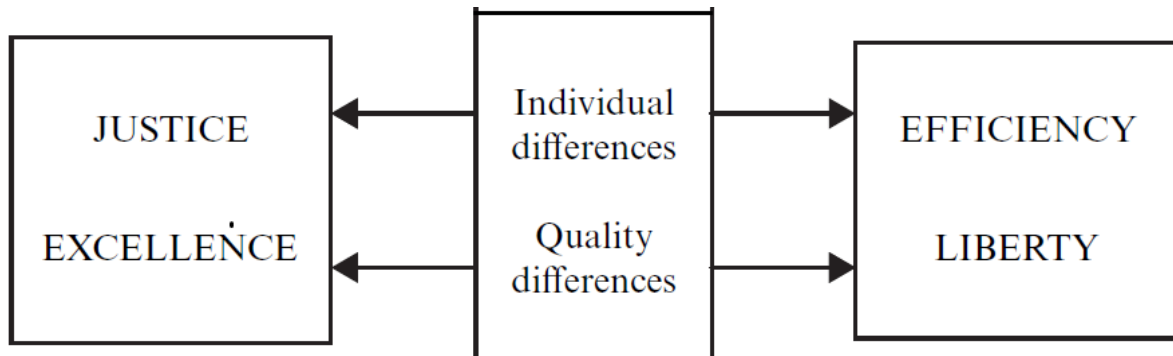 JUSTICE
EXCELLENCE
Individual
differences
Quality
differences
EFFICIENCY
LIBERTY